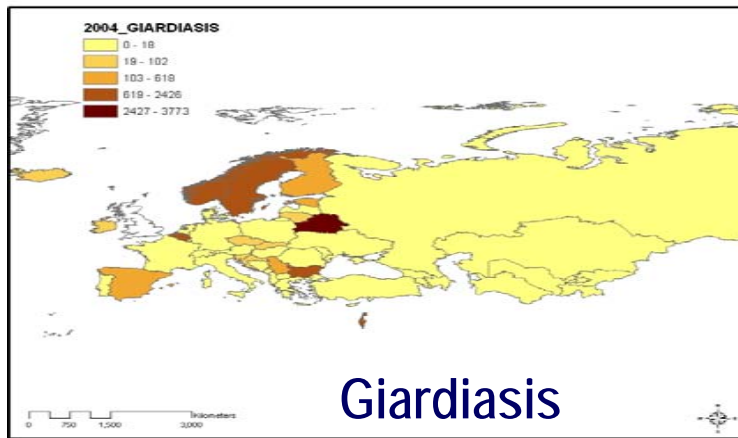 2004_GIARDIASIS
0 - 18
19 - 102
103 - 618
619 - 2426
2427 - 3773
Giardiasis
Kilometers
0 750 1,500 3,000